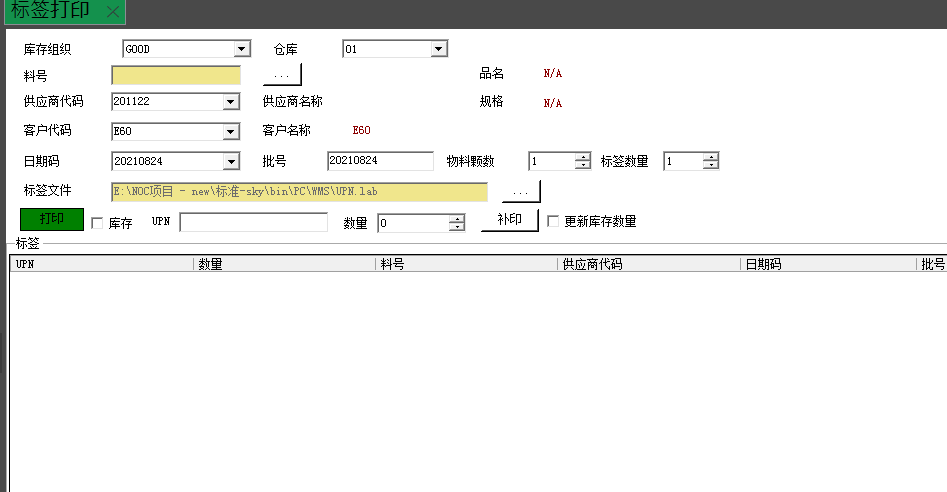 标签打印
库存组织 GOOD 仓库 01
料号 ... 品名 N/A
供应商代码 201122 供应商名称 规格 N/A
客户代码 E60 客户名称 E60
日期码 20210824 批号 20210824 物料颗数 1 标签数量 1
标签文件 E:\NOC项目 - new\标准-sky\bin\PC\WMS\UPN.lab ...
打印 库存 UPN 数量 0 补印 更新库存数量
标签
UPN 数量 料号 供应商代码 日期码 批号